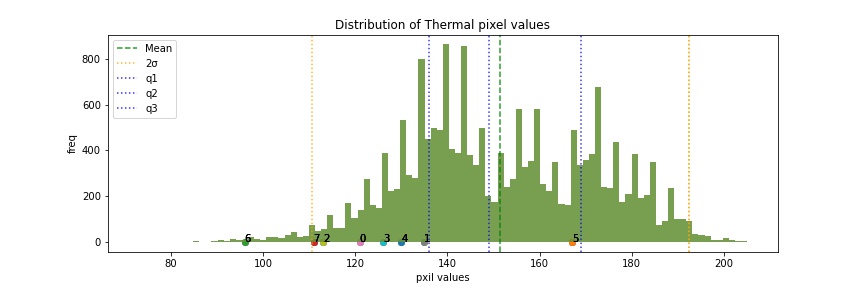 Distribution of Thermal pixel values
Mean
2σ
q1
q2
q3
freq
800
600
400
200
0
6 7 2 0 3 4 1 5
80 100 120 140 160 180 200
pxil values